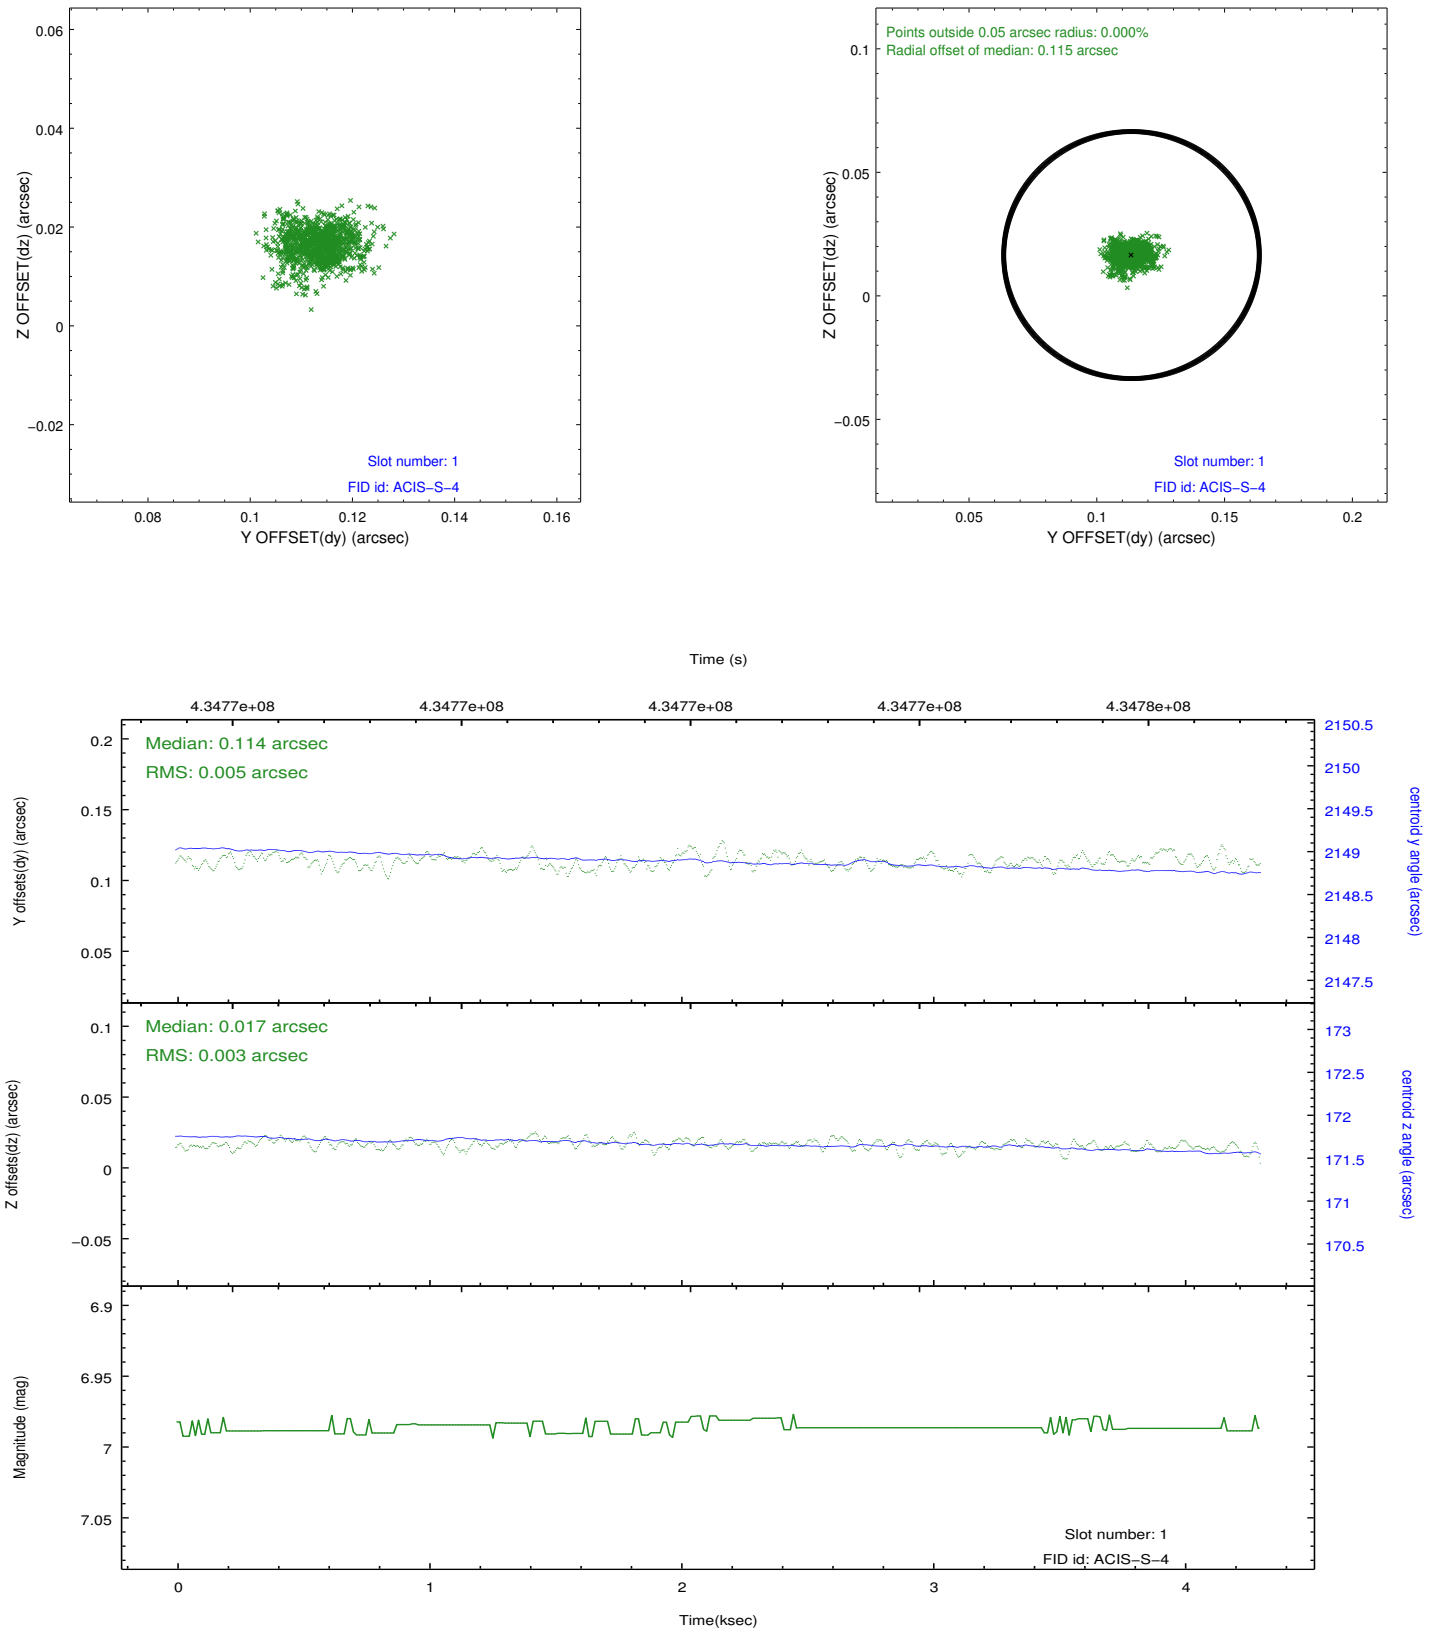 0.06
0.04
0.02
0
−0.02
Z OFFSET(dz) (arcsec)
Slot number: 1
FID id: ACIS−S−4
0.08
0.1
0.12
0.14
0.16
Y OFFSET(dy) (arcsec)
Points outside 0.05 arcsec radius: 0.000%
Radial offset of median: 0.115 arcsec
0.1
0.05
0
−0.05
Z OFFSET(dz) (arcsec)
Slot number: 1
FID id: ACIS−S−4
0.05
0.1
0.15
0.2
Y OFFSET(dy) (arcsec)
Time (s)
4.3477e+08
4.3477e+08
4.3477e+08
4.3477e+08
4.3478e+08
Median: 0.114 arcsec
RMS: 0.005 arcsec
0.2
0.15
0.1
0.05
Y offsets(dy) (arcsec)
2150.5
2150
2149.5
2149
2148.5
2148
2147.5
centroid y angle (arcsec)
Median: 0.017 arcsec
RMS: 0.003 arcsec
0.1
0.05
0
−0.05
Z offsets(dz) (arcsec)
173
172.5
172
171.5
171
170.5
centroid z angle (arcsec)
6.9
6.95
7
7.05
Magnitude (mag)
Slot number: 1
FID id: ACIS−S−4
0
1
2
3
4
Time(ksec)